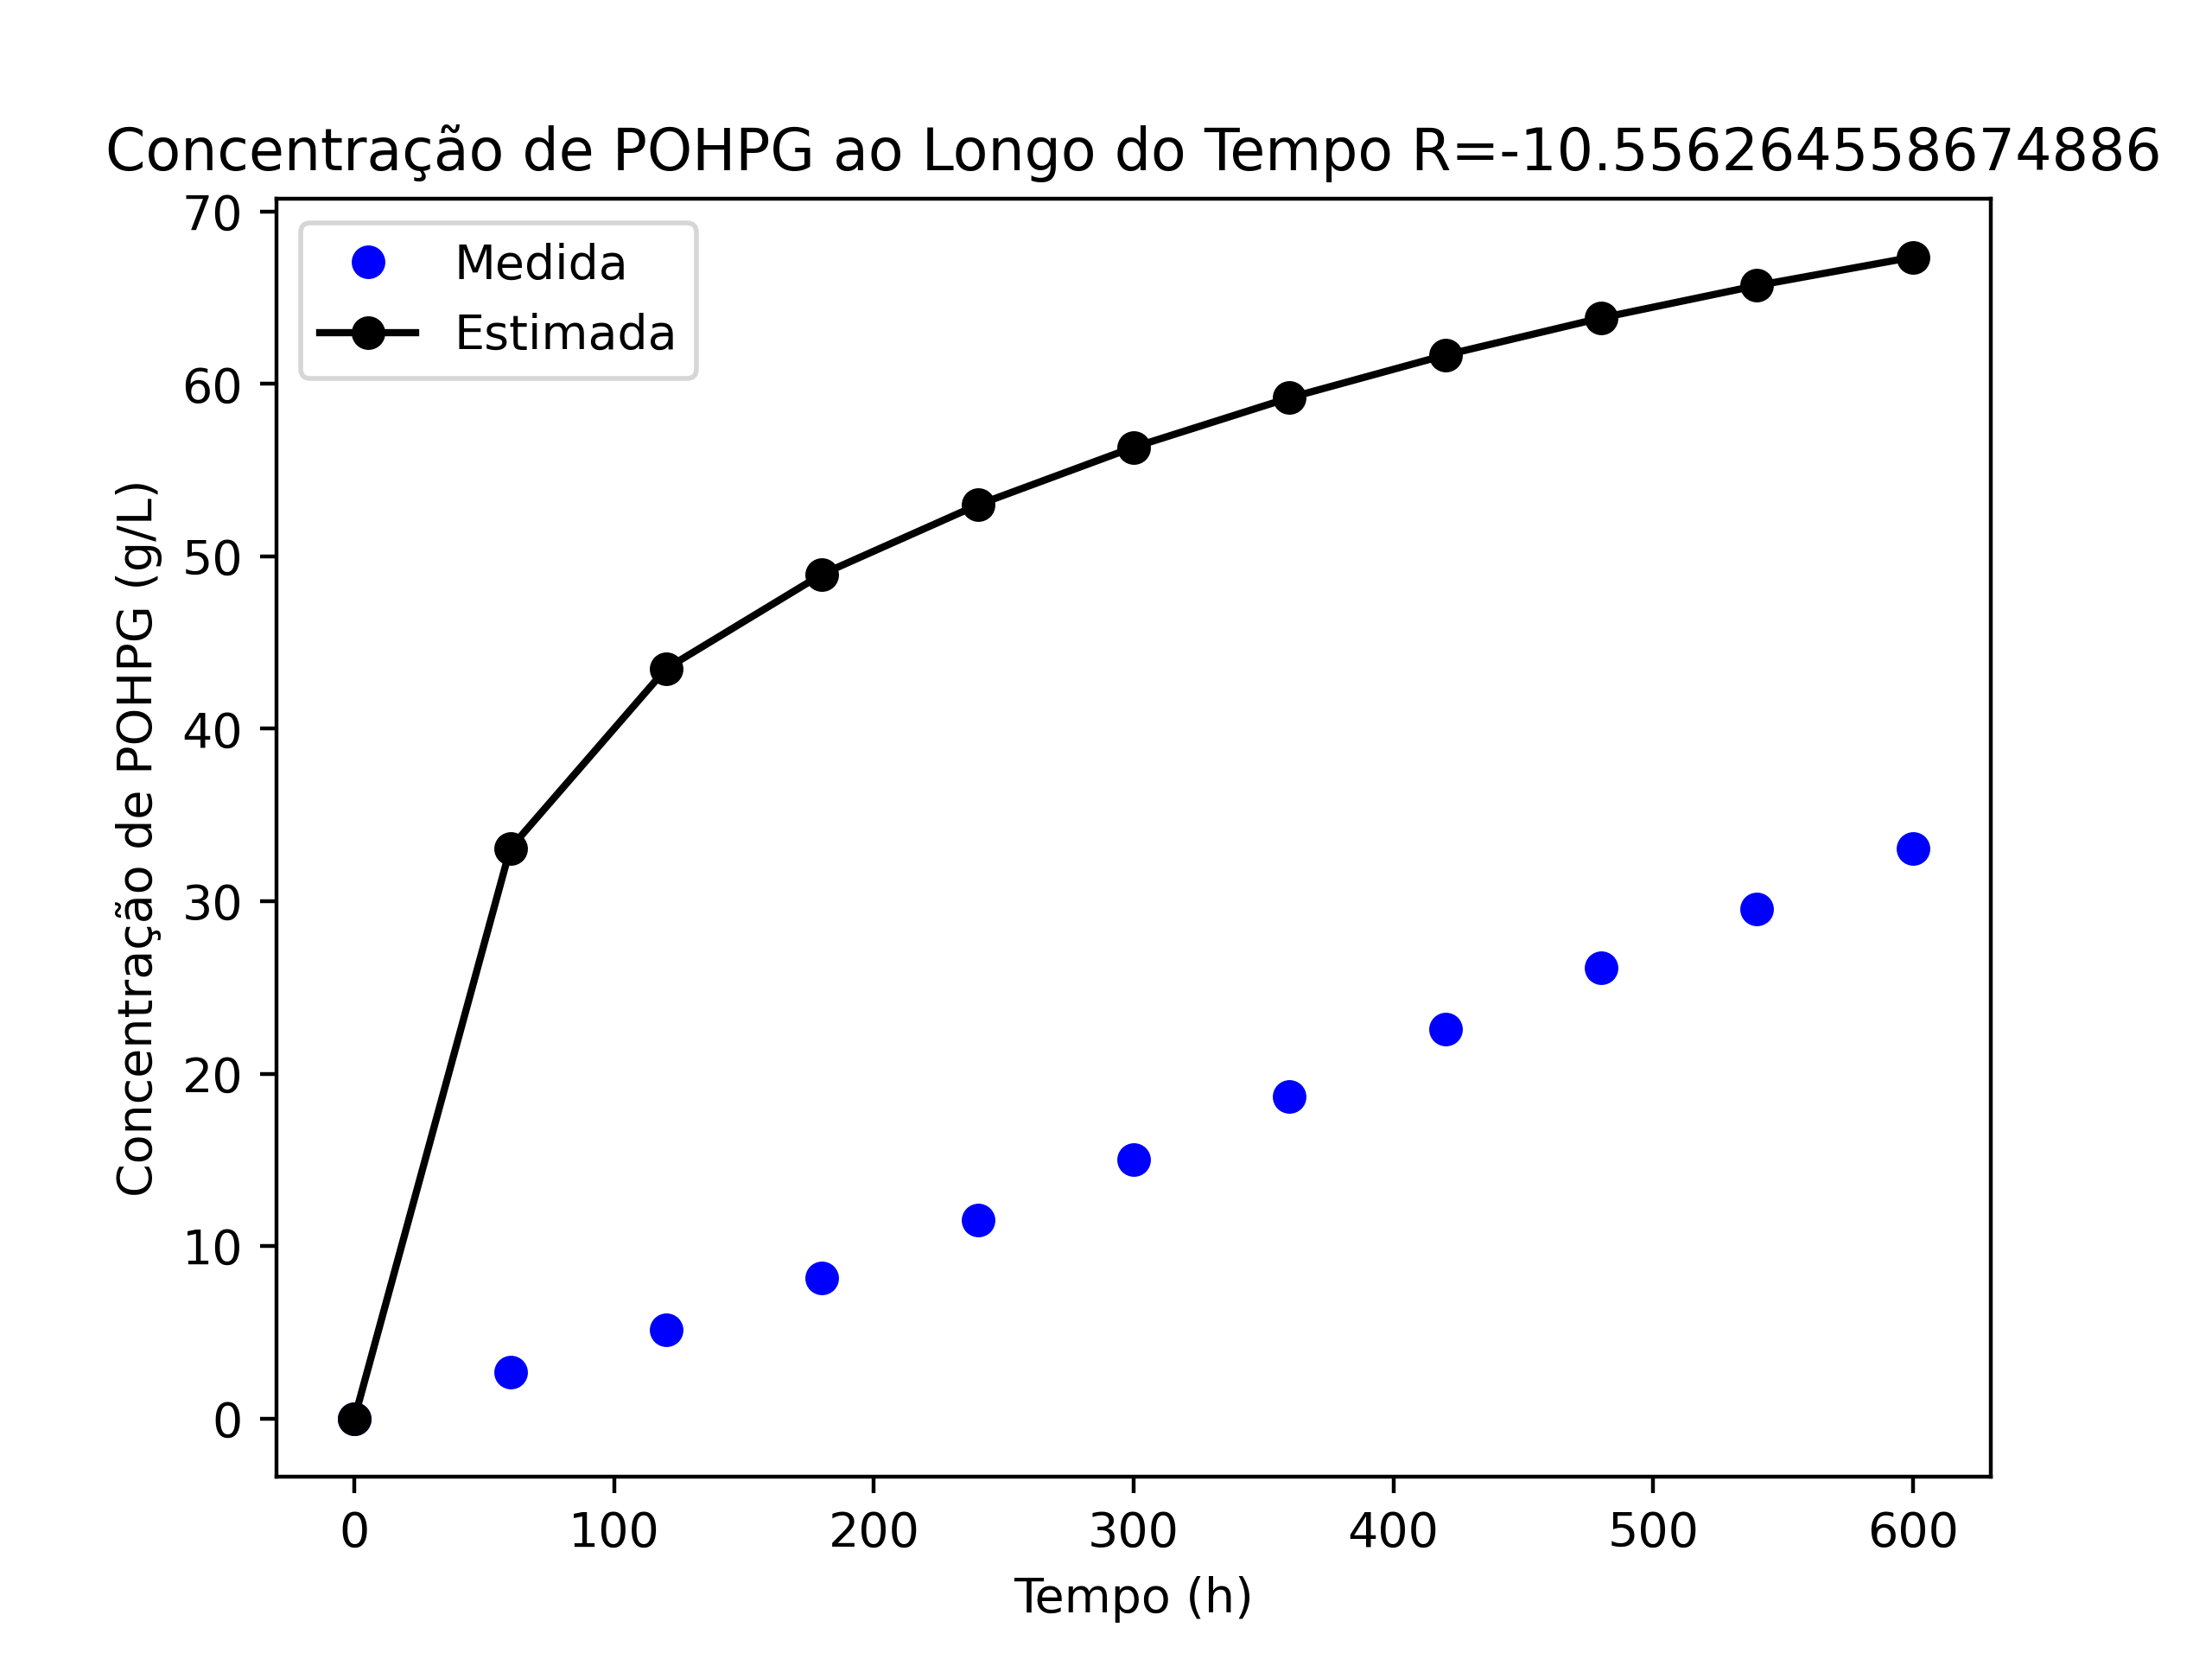 Concentração de POHPG ao Longo do Tempo R=-10.556264558674886
Medida
Estimada
Concentração de POHPG (g/L)
70
60
50
40
30
20
10
0
0 100 200 300 400 500 600
Tempo (h)